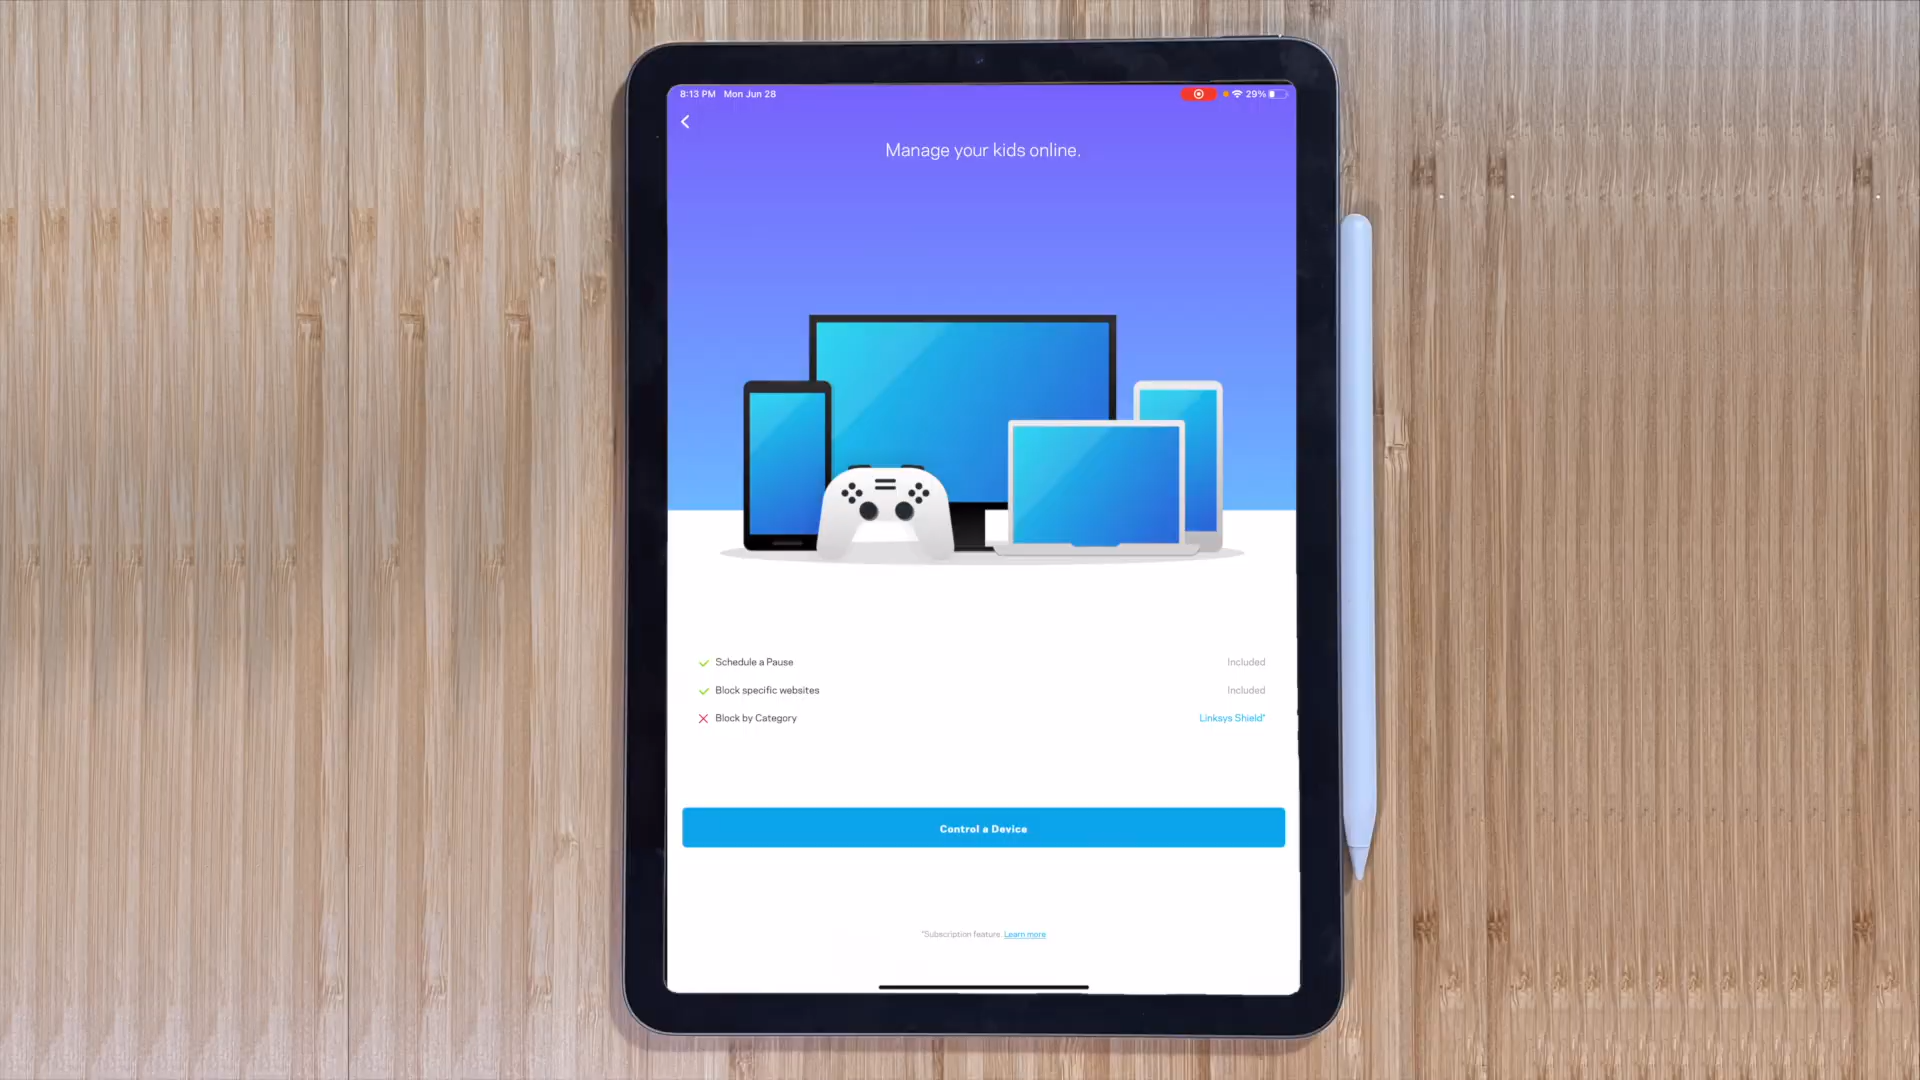 8:13 PM Mon Jun 28 29%
Manage your kids online.
Schedule a Pause Included
Block specific websites Included
Block by Category Linksys Shield*
Control a Device
*Subscription feature. Learn more